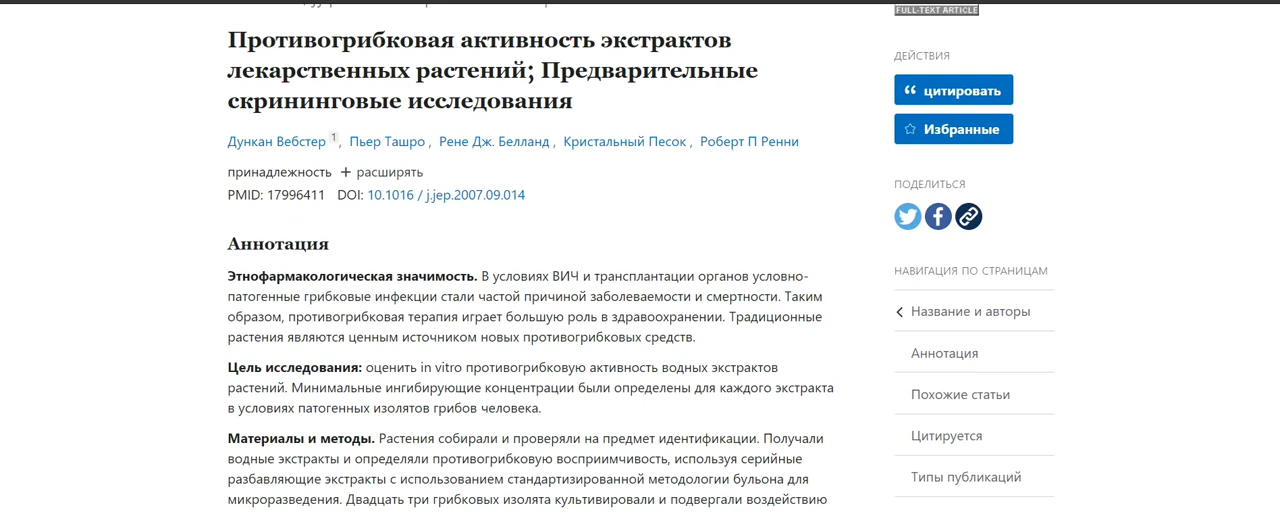 FULL-TEXT ARTICLE
Противогрибковая активность экстрактов
лекарственных растений; Предварительные
скрининговые исследования
Дункан Вебстер 1, Пьер Ташро, Рене Дж. Белланд, Кристальный Песок, Роберт П Ренни
принадлежность + расширять
PMID: 17996411 DOI: 10.1016 / j.jep.2007.09.014
Аннотация
Этнофармакологическая значимость. В условиях ВИЧ и трансплантации органов условно-
патогенные грибковые инфекции стали частой причиной заболеваемости и смертности. Таким
образом, противогрибковая терапия играет большую роль в здравоохранении. Традиционные
растения являются ценным источником новых противогрибковых средств.
Цель исследования: оценить in vitro противогрибковую активность водных экстрактов
растений. Минимальные ингибирующие концентрации были определены для каждого экстракта
в условиях патогенных изолятов грибов человека.
Материалы и методы. Растения собирали и проверяли на предмет идентификации. Получали
водные экстракты и определяли противогрибковую восприимчивость, используя серийные
разбавляющие экстракты с использованием стандартизированной методологии бульона для
микроразведения. Двадцать три грибковых изолята культивировали и подвергали воздействию
ДЕЙСТВИЯ
цитировать
Избранные
ПОДЕЛИТЬСЯ
НАВИГАЦИЯ ПО СТРАНИЦАМ
Название и авторы
Аннотация
Похожие статьи
Цитируется
Типы публикаций